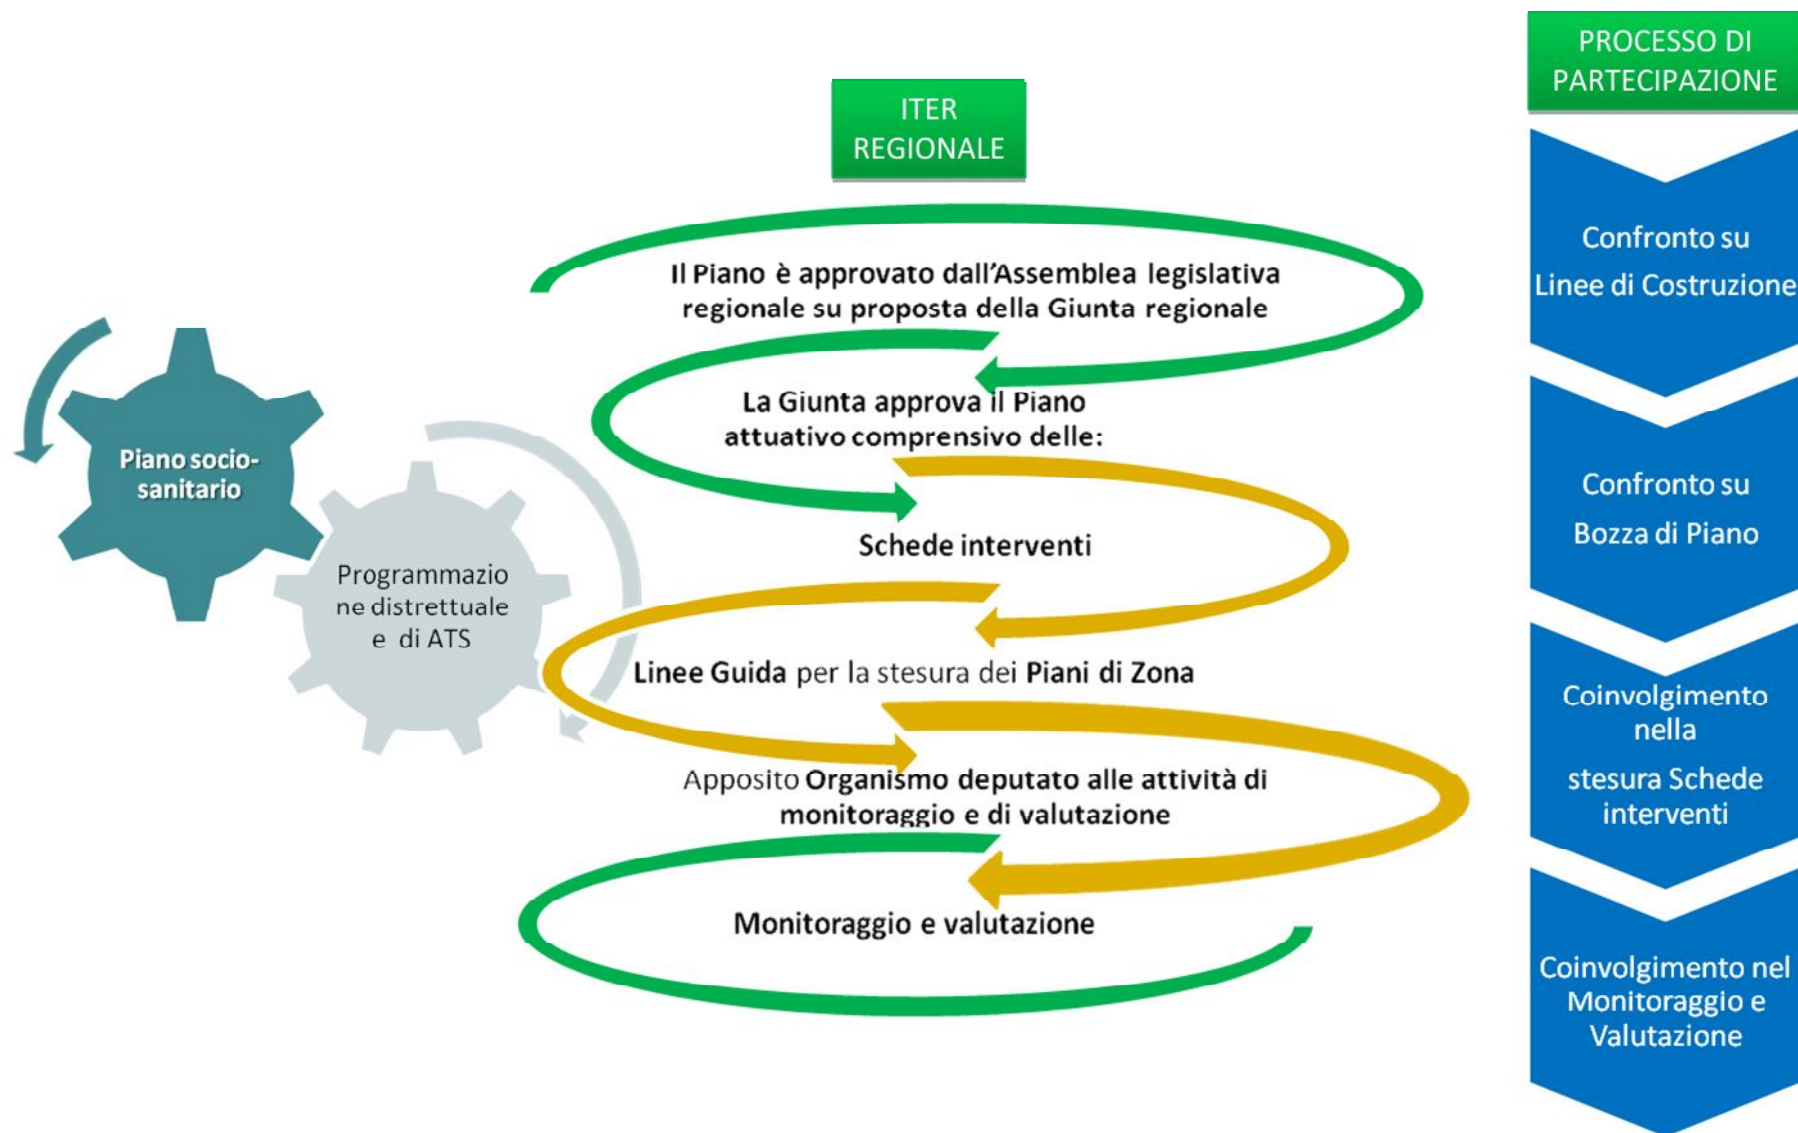 PROCESSO DI
PARTECIPAZIONE
ITER
REGIONALE
Il Piano è approvato dall'Assemblea legislativa
regionale su proposta della Giunta regionale
La Giunta approva il Piano
attuativo comprensivo delle:
Schede interventi
Linee Guida per la stesura dei Piani di Zona
Apposito Organismo deputato alle attività di
monitoraggio e di valutazione
Monitoraggio e valutazione
Piano socio-
sanitario
Programmazio
ne distrettuale
e di ATS
Confronto su
Linee di Costruzione
Confronto su
Bozza di Piano
Coinvolgimento
nella
stesura Schede
interventi
Coinvolgimento nel
Monitoraggio e
Valutazione